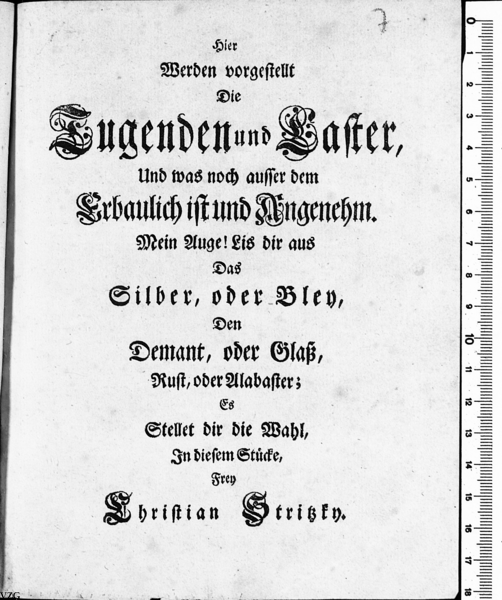 7
Hier
Werden vorgestellt
Die
Tugenden und Laster,
Und was noch ausser dem
Erbaulich ist und Angenehm.
Mein Auge! Lis dir aus
Das
Silber, oder Bley,
Den
Demant, oder Glaß,
Rust, oder Alabaster;
Es
Stellet dir die Wahl,
In diesem Stücke,
Frey
Christian Stritzky.
VZG
0
1
2
3
4
5
6
7
8
9
10
11
12
13
14
15
16
17
18